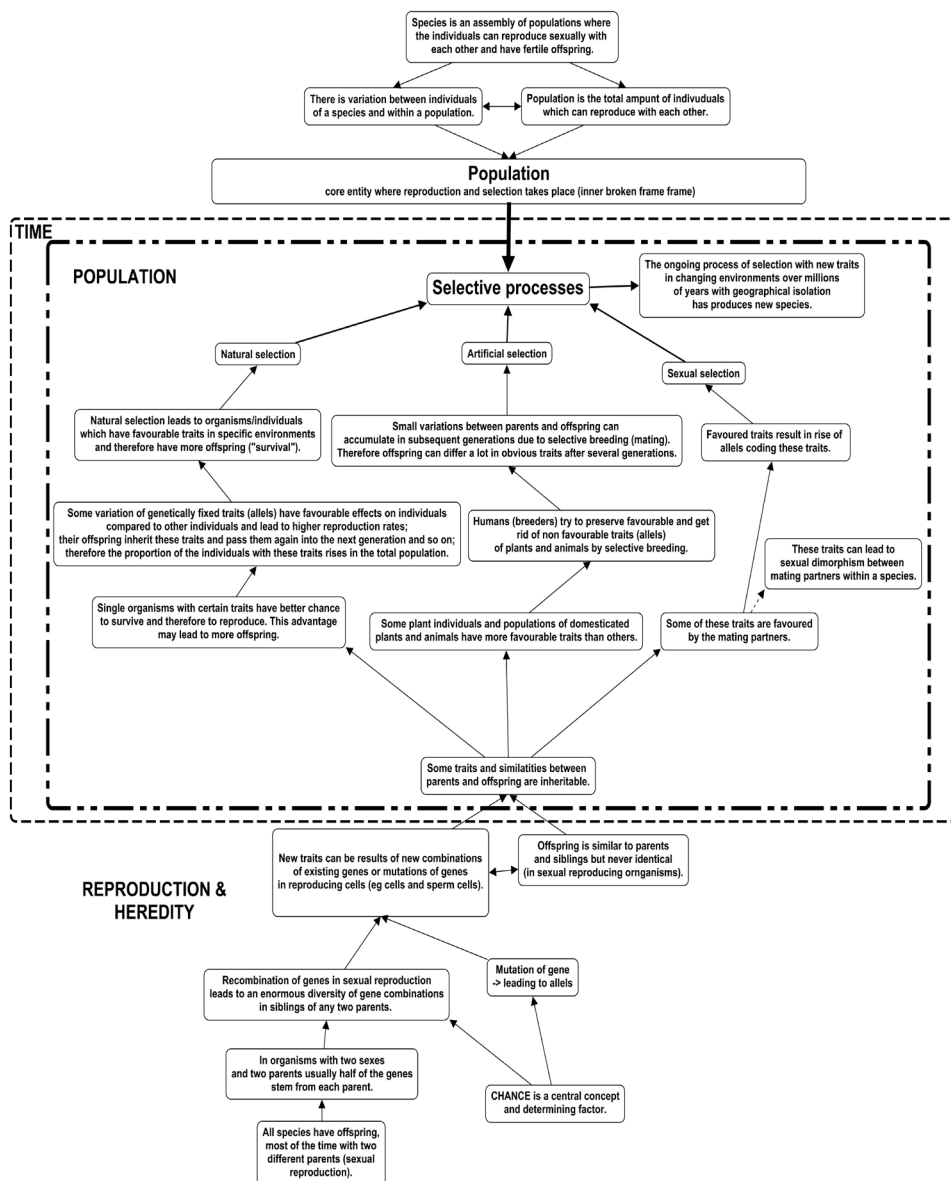 Species is an assembly of populations where
the individuals can reproduce sexually with
each other and have fertile offspring.
There is variation between individuals
of a species and within a population.
Population is the total amount of indivuduals
which can reproduce with each other.
Population
core entity where reproduction and selection takes place (inner broken frame frame)
TIME
POPULATION
Selective processes
The ongoing process of selection with new traits
in changing environments over millions
of years with geographical isolation
has produces new species.
Natural selection
Artificial selection
Sexual selection
Natural selection leads to organisms/individuals
which have favourable traits in specific environments
and therefore have more offspring ("survival").
Small variations between parents and offspring can
accumulate in subsequent generations due to selective breeding (mating).
Therefore offspring can differ a lot in obvious traits after several generations.
Favoured traits result in rise of
allels coding these traits.
Some variation of genetically fixed traits (allels) have favourable effects on individuals
compared to other individuals and lead to higher reproduction rates;
their offspring inherit these traits and pass them again into the next generation and so on;
therefore the proportion of the individuals with these traits rises in the total population.
Humans (breeders) try to preserve favourable and get
rid of non favourable traits (allels)
of plants and animals by selective breeding.
These traits can lead to
sexual dimorphism between
mating partners within a species.
Single organisms with certain traits have better chance
to survive and therefore to reproduce. This advantage
may lead to more offspring.
Some plant individuals and populations of domesticated
plants and animals have more favourable traits than others.
Some of these traits are favoured
by the mating partners.
Some traits and similatities between
parents and offspring are inheritable.
New traits can be results of new combinations
of existing genes or mutations of genes
in reproducing cells (eg cells and sperm cells).
Offspring is similar to parents
and siblings but never identical
(in sexual reproducing ornganisms).
REPRODUCTION &
HEREDITY
Recombination of genes in sexual reproduction
leads to an enormous diversity of gene combinations
in siblings of any two parents.
Mutation of gene
-> leading to allels
In organisms with two sexes
and two parents usually half of the genes
stem from each parent.
CHANCE is a central concept
and determining factor.
All species have offspring,
most of the time with two
different parents (sexual
reproduction).